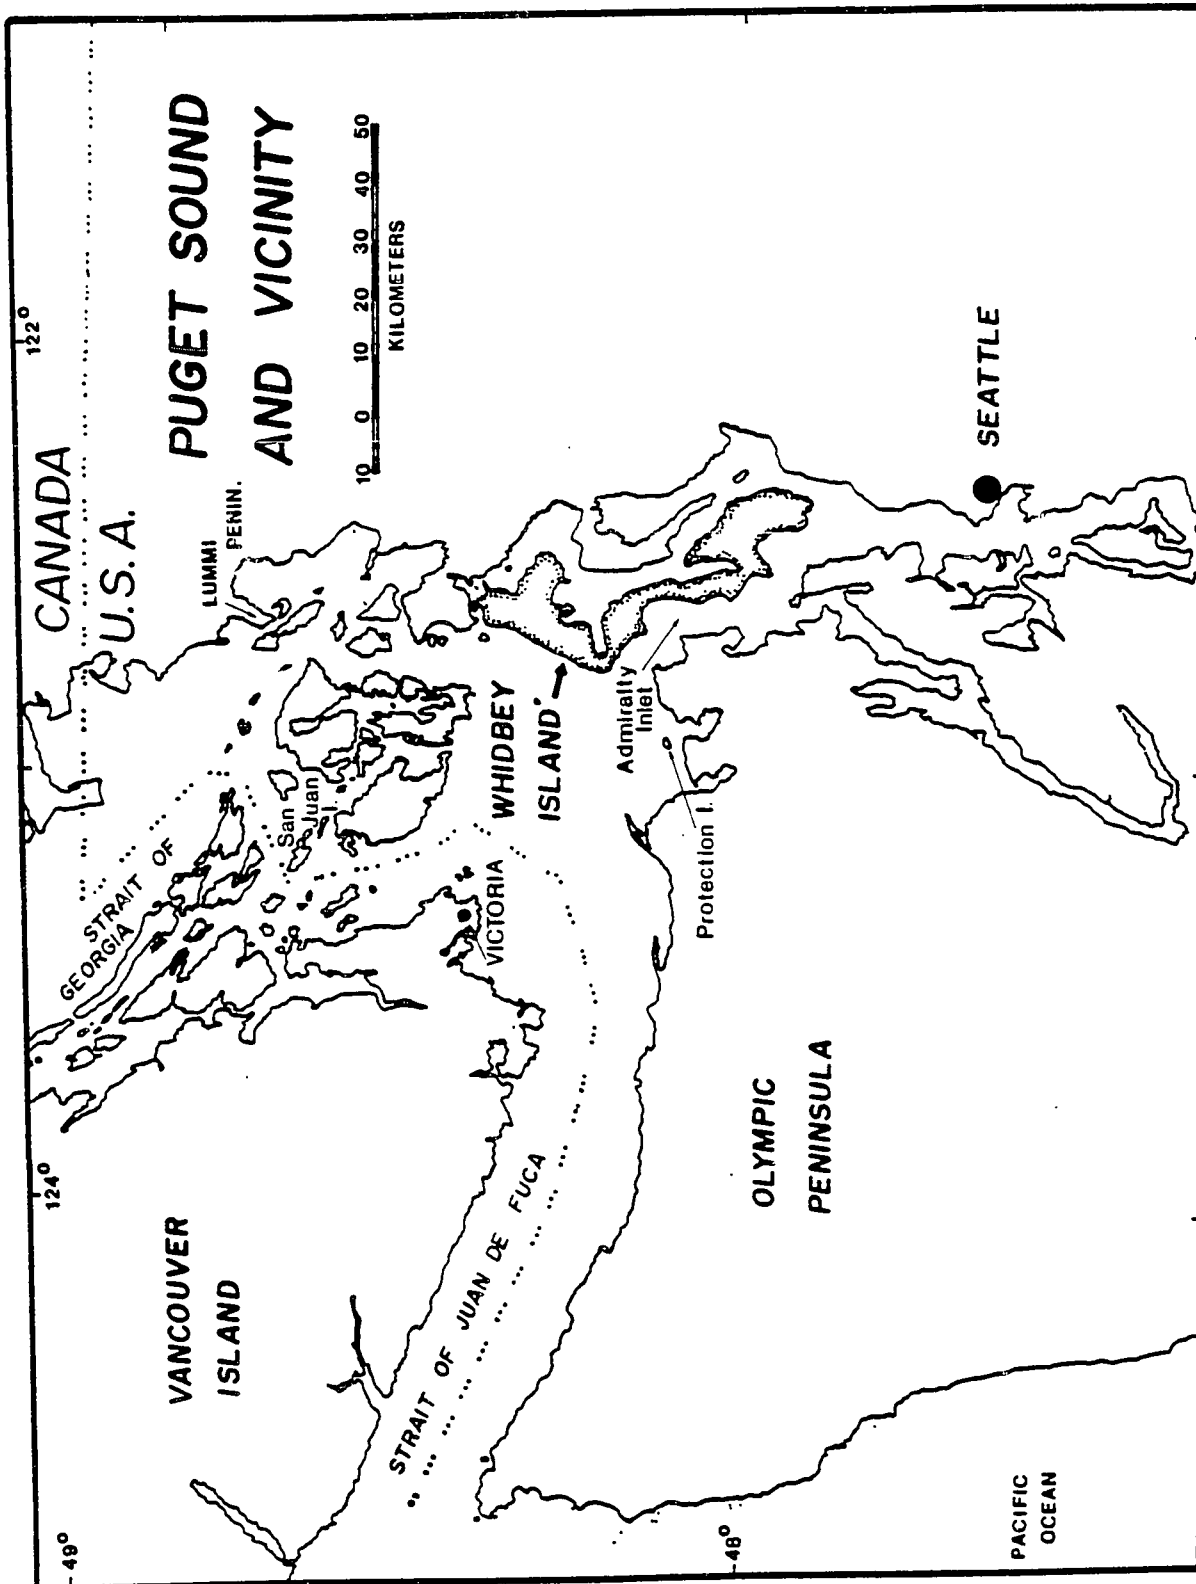 PUGET SOUND
AND VICINITY
10 0 10 20 30 40 50
KILOMETERS
124°
122°
49°
48°
CANADA
U.S.A.
LUMMI
PENIN.
STRAIT OF
GEORGIA
San
Juan
I.
VANCOUVER
ISLAND
VICTORIA
WHIDBEY
ISLAND
STRAIT OF JUAN DE FUCA
Admiralty
Inlet
Protection I.
OLYMPIC
PENINSULA
SEATTLE
PACIFIC
OCEAN